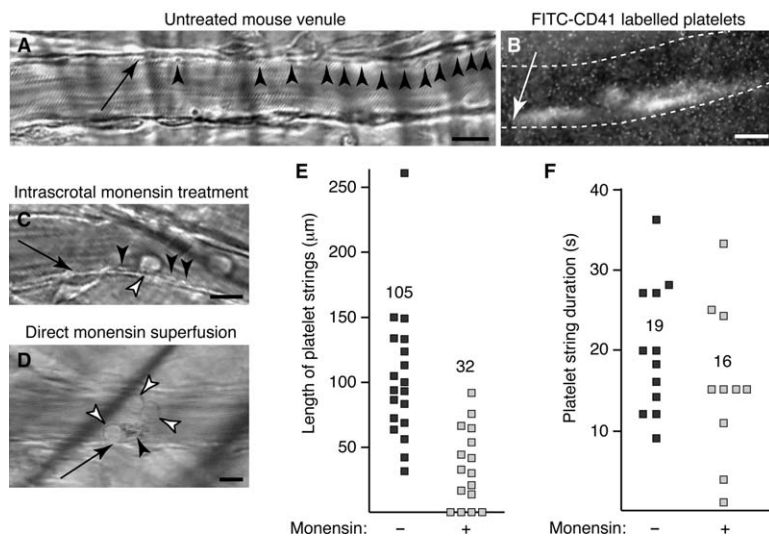 Untreated mouse venule
FITC-CD41 labelled platelets
A
B
Intrascrotal monensin treatment
C
Direct monensin superfusion
D
E
Length of platelet strings (μm)
250
200
150
100
50
105
32
Monensin: – +
F
Platelet string duration (s)
40
30
20
10
19
16
Monensin: – +